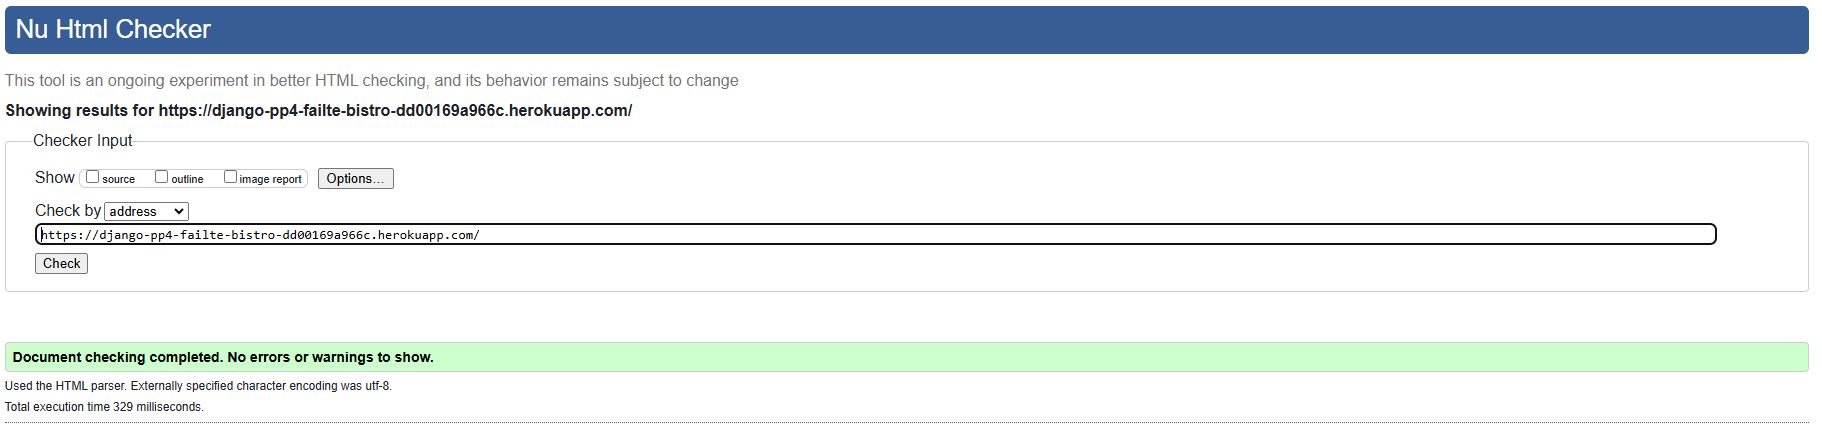 Nu Html Checker
This tool is an ongoing experiment in better HTML checking, and its behavior remains subject to change
Showing results for https://django-pp4-failte-bistro-dd00169a966c.herokuapp.com/
Checker Input
Show source outline image report Options...
Check by address
https://django-pp4-failte-bistro-dd00169a966c.herokuapp.com/
Check
Document checking completed. No errors or warnings to show.
Used the HTML parser. Externally specified character encoding was utf-8.
Total execution time 329 milliseconds.